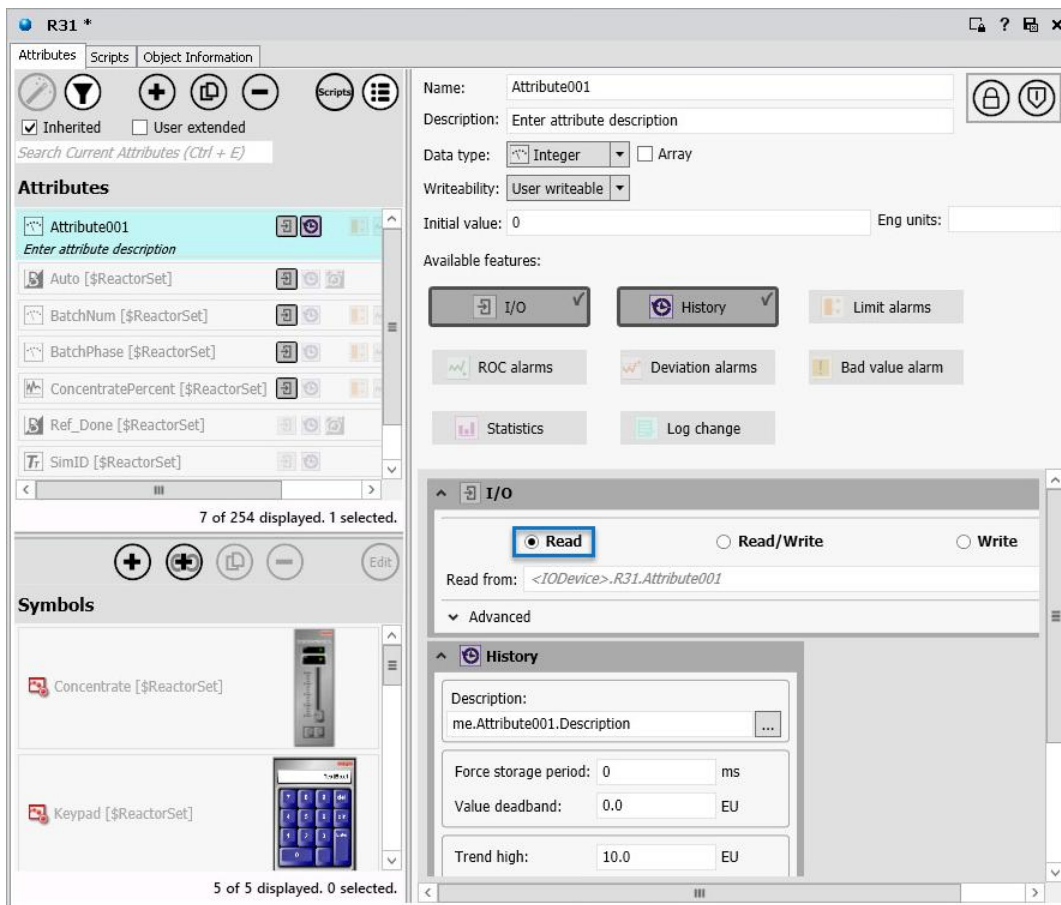 R31 *
Attributes Scripts Object Information
Scripts
Inherited User extended
Search Current Attributes (Ctrl + E)
Attributes
Attribute001
Enter attribute description
Auto [$ReactorSet]
BatchNum [$ReactorSet]
BatchPhase [$ReactorSet]
ConcentratePercent [$ReactorSet]
Ref_Done [$ReactorSet]
SimID [$ReactorSet]
7 of 254 displayed. 1 selected.
Edit
Symbols
Concentrate [$ReactorSet]
Keypad [$ReactorSet]
5 of 5 displayed. 0 selected.
Name: Attribute001
Description: Enter attribute description
Data type: Integer Array
Writeability: User writeable
Initial value: 0 Eng units:
Available features:
I/O History Limit alarms
ROC alarms Deviation alarms Bad value alarm
Statistics Log change
I/O
Read Read/Write Write
Read from: <IODevice>.R31.Attribute001
Advanced
History
Description:
me.Attribute001.Description ...
Force storage period: 0 ms
Value deadband: 0.0 EU
Trend high: 10.0 EU